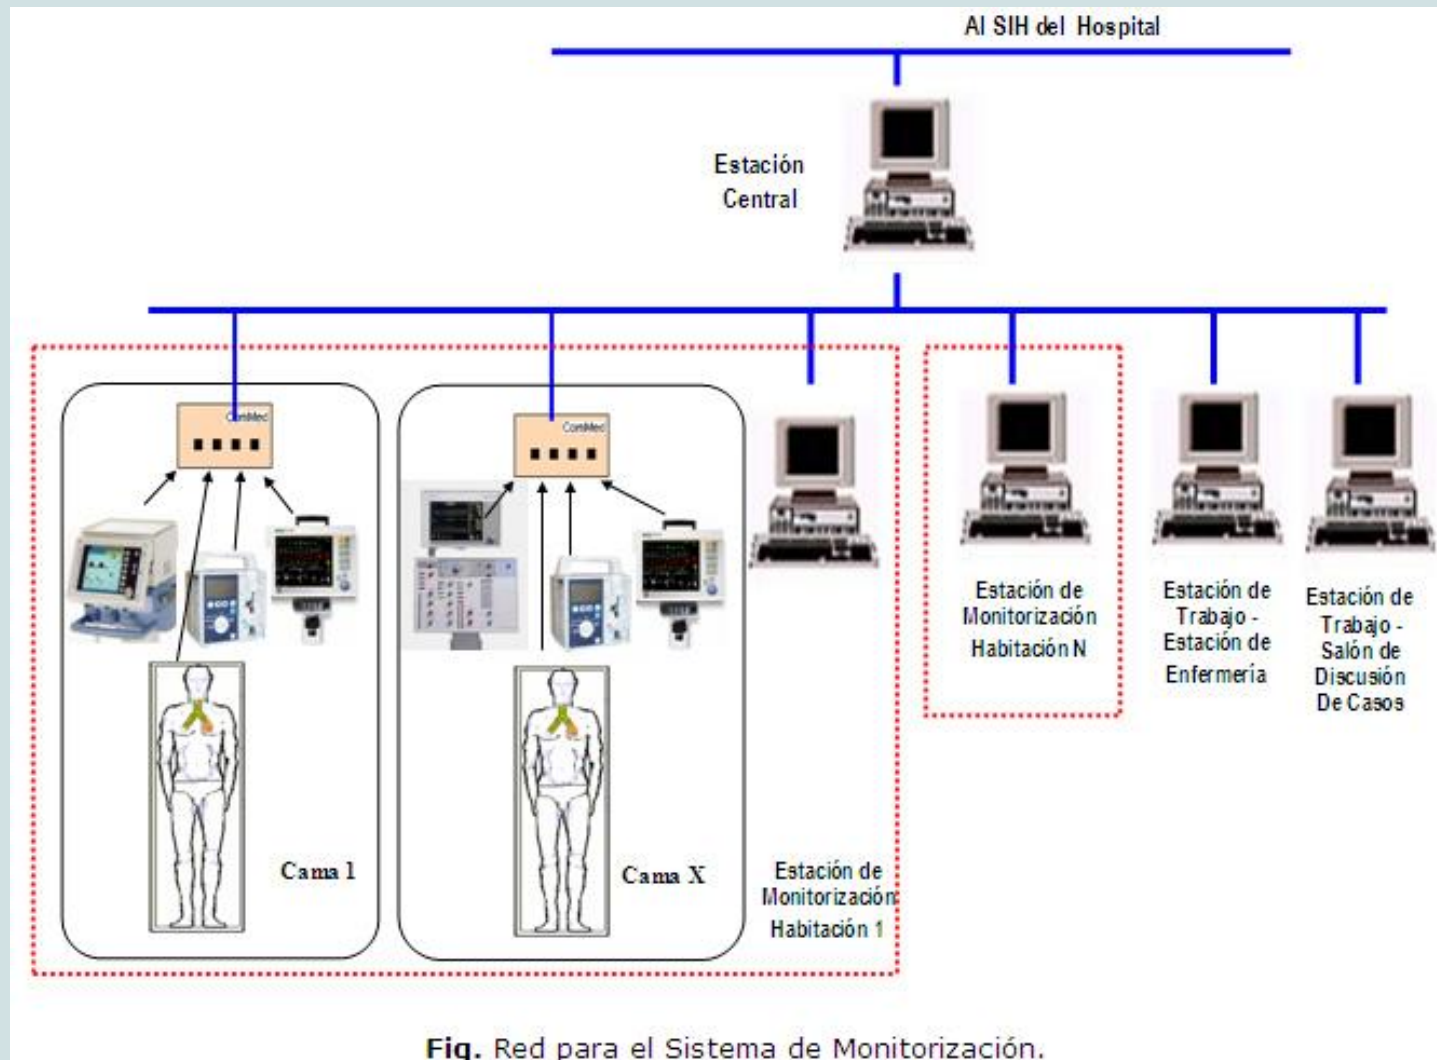 Al SIH del Hospital
Estación
Central
ComMed
ComMed
Cama 1
Cama X
Estación de
Monitorización
Habitación 1
Estación de
Monitorización
Habitación N
Estación de
Trabajo -
Estación de
Enfermería
Estación de
Trabajo -
Salón de
Discusión
De Casos
Fig. Red para el Sistema de Monitorización.